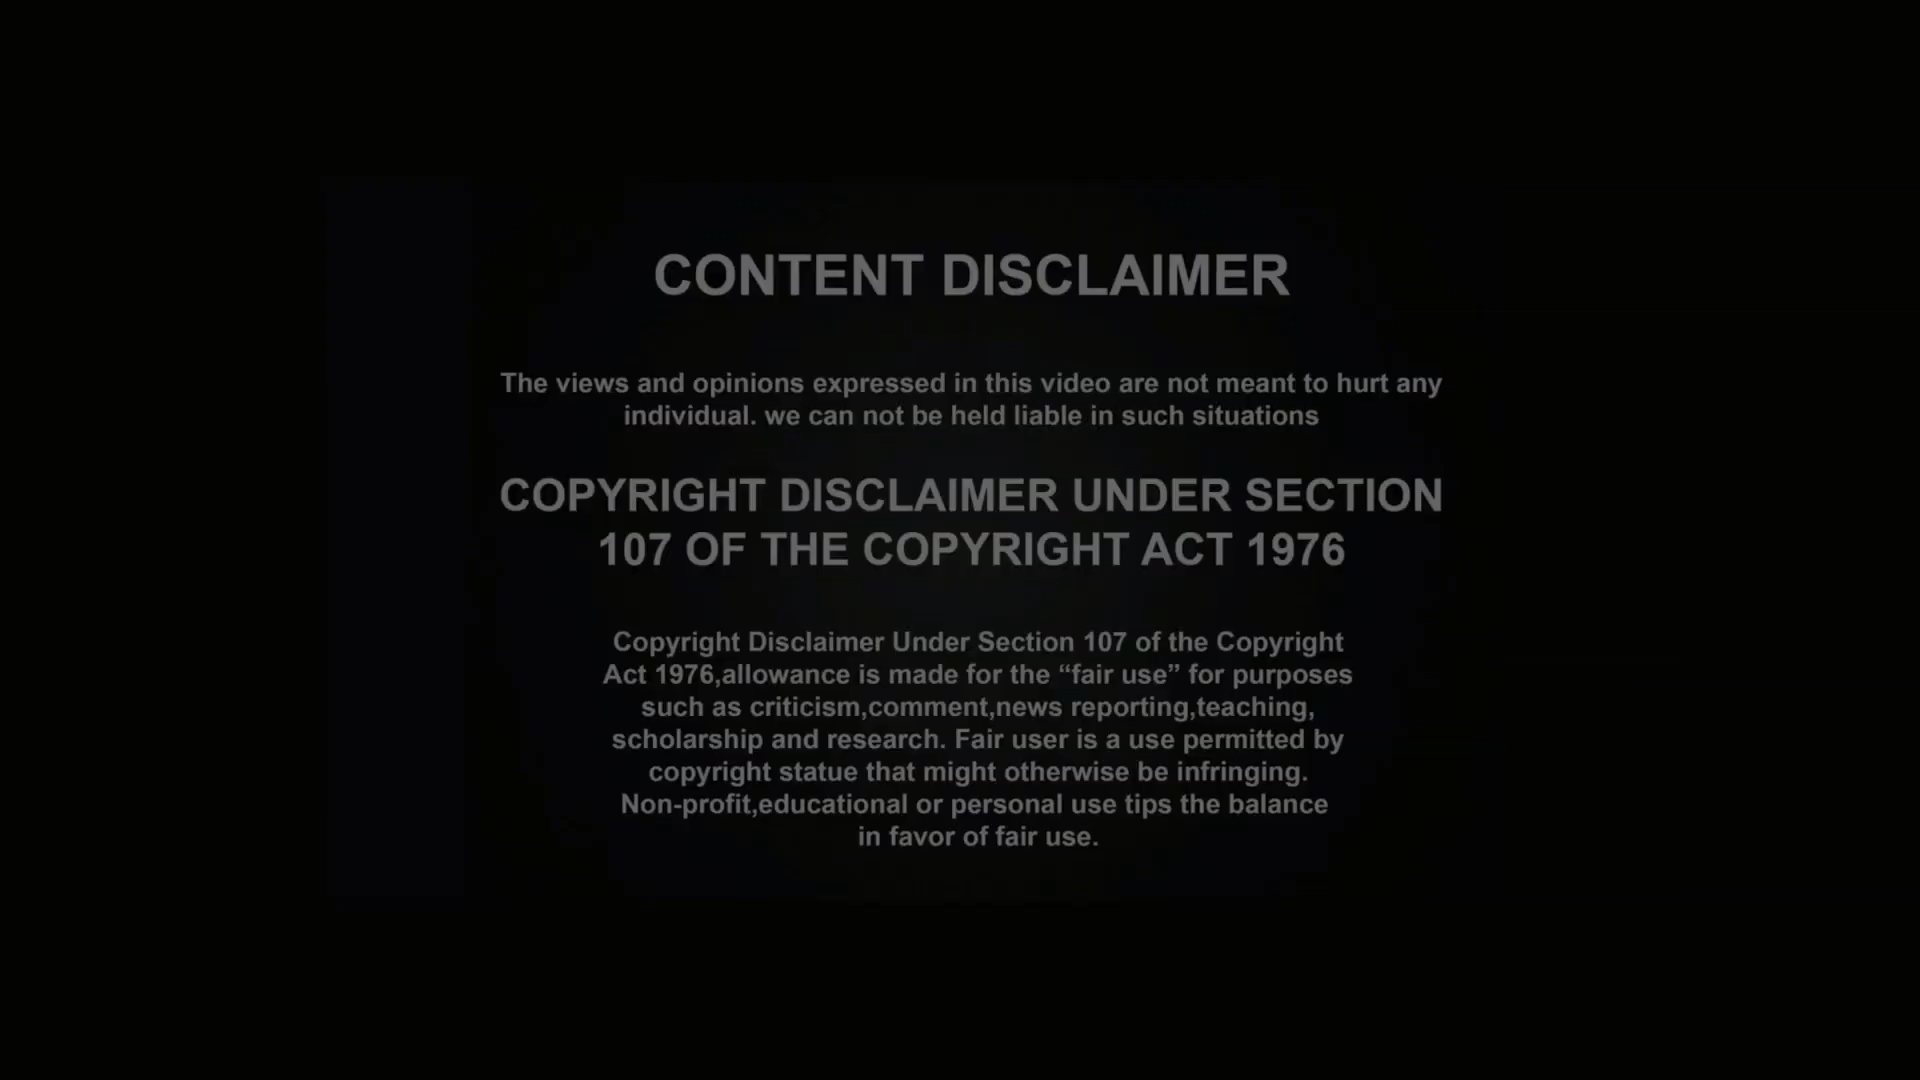 CONTENT DISCLAIMER
The views and opinions expressed in this video are not meant to hurt any
individual. we can not be held liable in such situations
COPYRIGHT DISCLAIMER UNDER SECTION
107 OF THE COPYRIGHT ACT 1976
Copyright Disclaimer Under Section 107 of the Copyright
Act 1976,allowance is made for the “fair use” for purposes
such as criticism,comment,news reporting,teaching,
scholarship and research. Fair user is a use permitted by
copyright statue that might otherwise be infringing.
Non-profit,educational or personal use tips the balance
in favor of fair use.